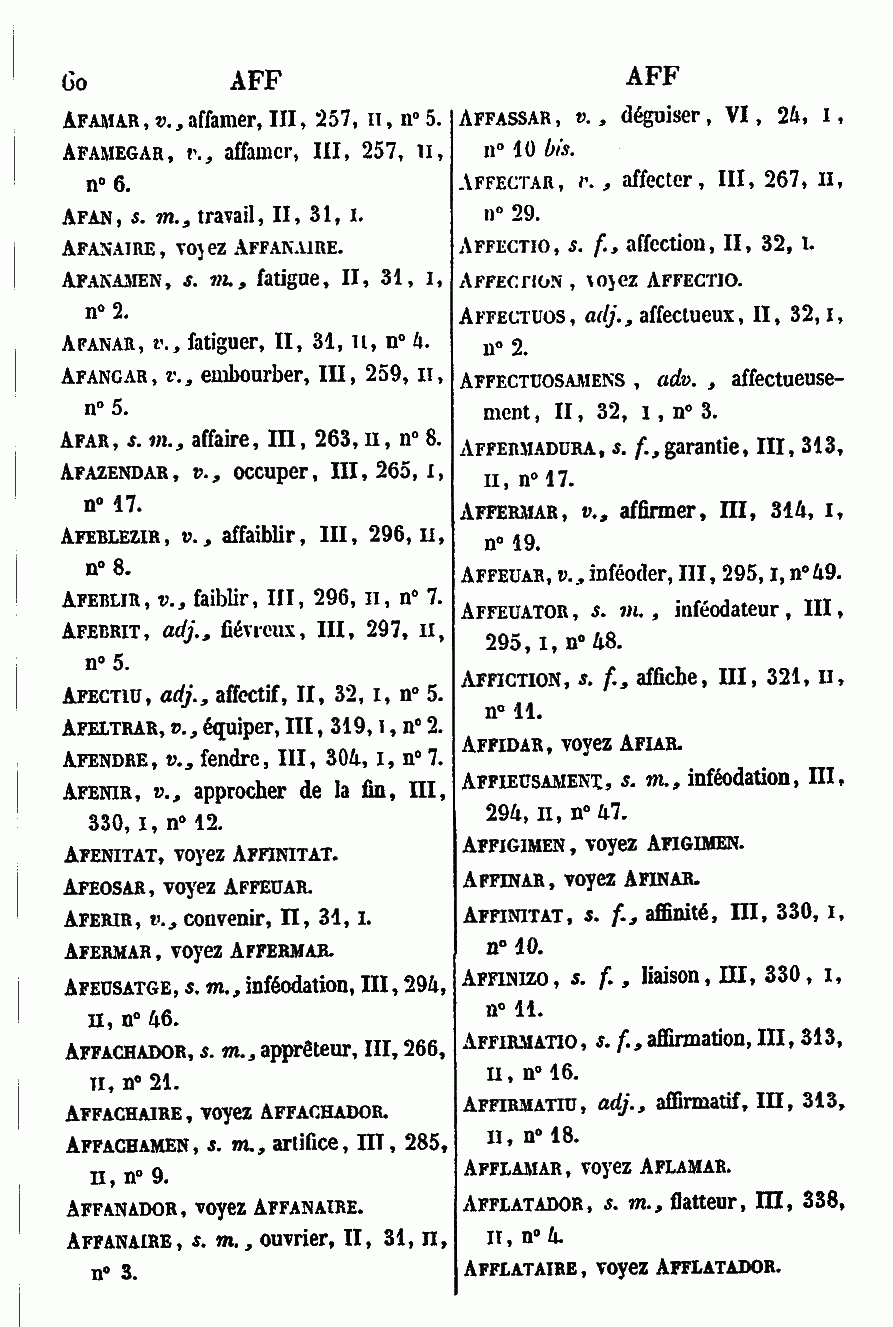 60 AFF AFF
AFAMAR, v., affamer, III, 257, II, n° 5.
AFAMEGAR, v., affamer, III, 257, II,
n° 6.
AFAN, s. m., travail, II, 31, I.
AFANAIRE, voyez AFFANAIRE.
AFANAMEN, s. m., fatigue, II, 31, I,
n° 2.
AFANAR, v., fatiguer, II, 31, II, n° 4.
AFANGAR, v., embourber, III, 259, II,
n° 5.
AFAR, s. m., affaire, III, 263, II, n° 8.
AFAZENDAR, v., occuper, III, 265, I,
n° 17.
AFEBLEZIR, v., affaiblir, III, 296, II,
n° 8.
AFEBLIR, v., faiblir, III, 296, II, n° 7.
AFEBRIT, adj., fiévreux, III, 297, II,
n° 5.
AFECTIU, adj., affectif, II, 32, I, n° 5.
AFELTRAR, v., équiper, III, 319, I, n° 2.
AFENDRE, v., fendre, III, 304, I, n° 7.
AFENIR, v., approcher de la fin, III,
330, I, n° 12.
AFENITAT, voyez AFFINITAT.
AFEOSAR, voyez AFFEUAR.
AFERIR, v., convenir, II, 31, I.
AFERMAR, voyez AFFERMAR.
AFEUSATGE, s. m., inféodation, III, 294,
II, n° 46.
AFFACHADOR, s. m., apprêteur, III, 266,
II, n° 21.
AFFACHAIRE, voyez AFFACHADOR.
AFFACHAMEN, s. m., artifice, III, 285,
II, n° 9.
AFFANADOR, voyez AFFANAIRE.
AFFANAIRE, s. m., ouvrier, II, 31, II,
n° 3.
AFFASSAR, v., déguiser, VI, 24, I,
n° 10 bis.
AFFECTAR, v., affecter, III, 267, II,
n° 29.
AFFECTIO, s. f., affection, II, 32, I.
AFFECTION, voyez AFFECTIO.
AFFECTUOS, adj., affectueux, II, 32, I,
n° 2.
AFFECTUOSAMENS, adv., affectueuse-
ment, II, 32, I, n° 3.
AFFERMADURA, s. f., garantie, III, 313,
II, n° 17.
AFFERMAR, v., affirmer, III, 314, I,
n° 19.
AFFEUAR, v., inféoder, III, 295, I, n° 49.
AFFEUATOR, s. m., inféodateur, III,
295, I, n° 48.
AFFICTION, s. f., affiche, III, 321, II,
n° 11.
AFFIDAR, voyez AFIAR.
AFFIEUSAMENT, s. m., inféodation, III,
294, II, n° 47.
AFFIGIMEN, voyez AFIGIMEN.
AFFINAR, voyez AFINAR.
AFFINITAT, s. f., affinité, III, 330, I,
n° 10.
AFFINIZO, s. f., liaison, III, 330, I,
n° 11.
AFFIRMATIO, s. f., affirmation, III, 313,
II, n° 16.
AFFIRMATIU, adj., affirmatif, III, 313,
II, n° 18.
AFFLAMAR, voyez AFLAMAR.
AFFLATADOR, s. m., flatteur, III, 338,
II, n° 4.
AFFLATAIRE, voyez AFFLATADOR.